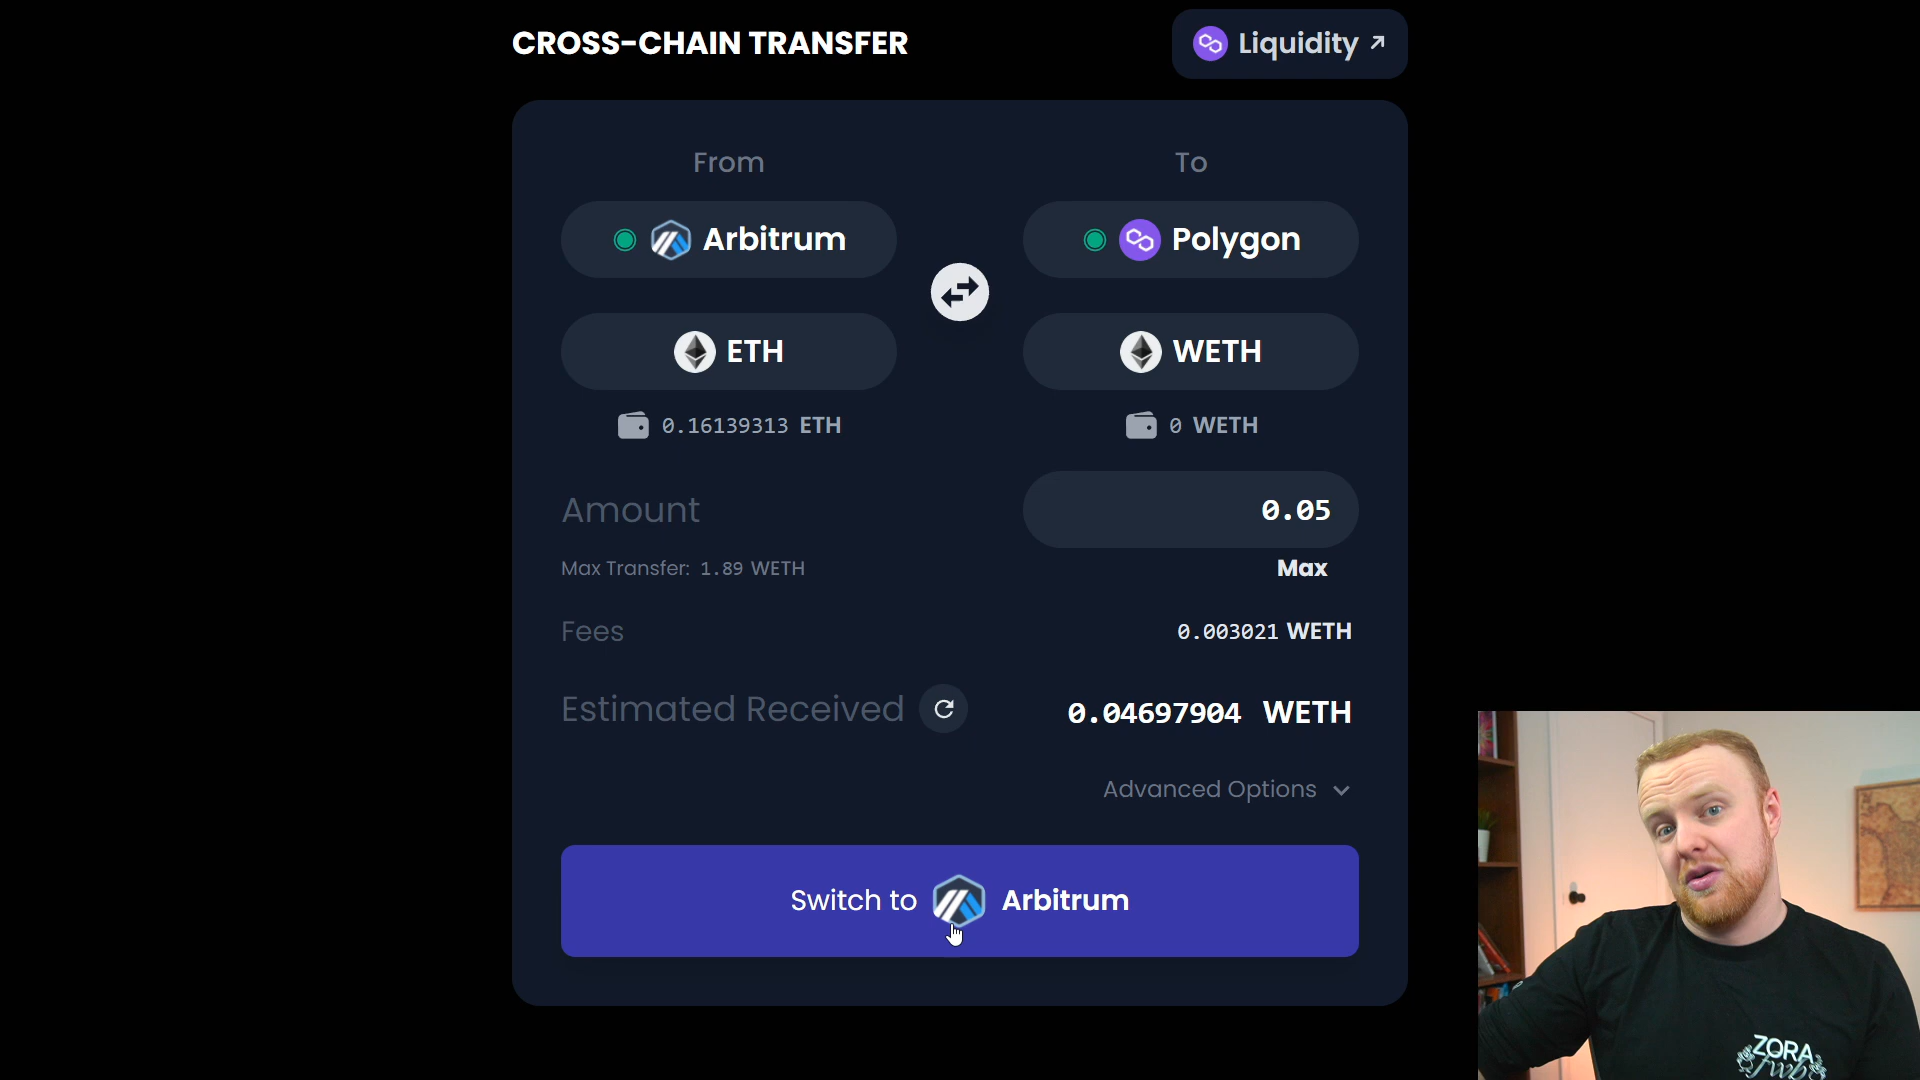 CROSS-CHAIN TRANSFER
Liquidity
From
To
Arbitrum
Polygon
ETH
WETH
0.16139313 ETH
0 WETH
Amount
0.05
Max Transfer: 1.89 WETH
Max
Fees
0.003021 WETH
Estimated Received
0.04697904 WETH
Advanced Options
Switch to Arbitrum
ZORA
fwb